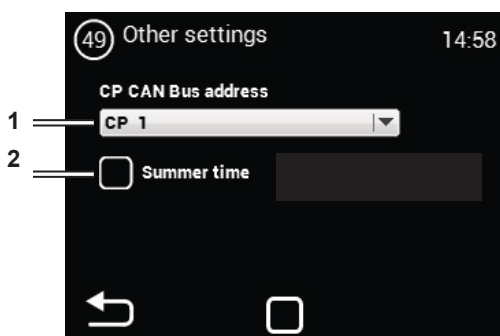 49 Other settings 14:58
CP CAN Bus address
1 CP 1
2 Summer time